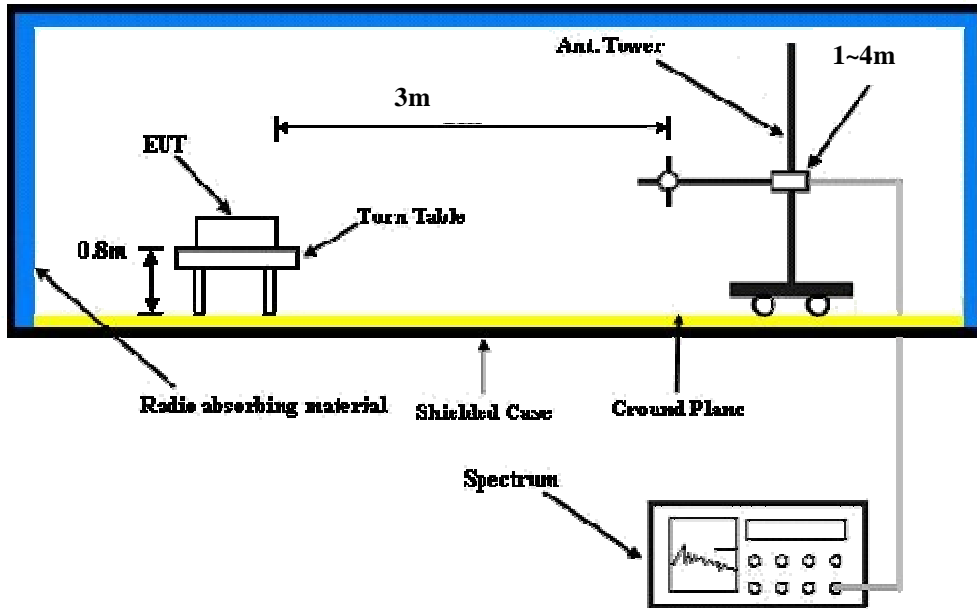 Ant. Tower
1~4m
3m
EUT
Turn Table
0.8m
Radio absorbing material
Shielded Case
Ground Plane
Spectrum